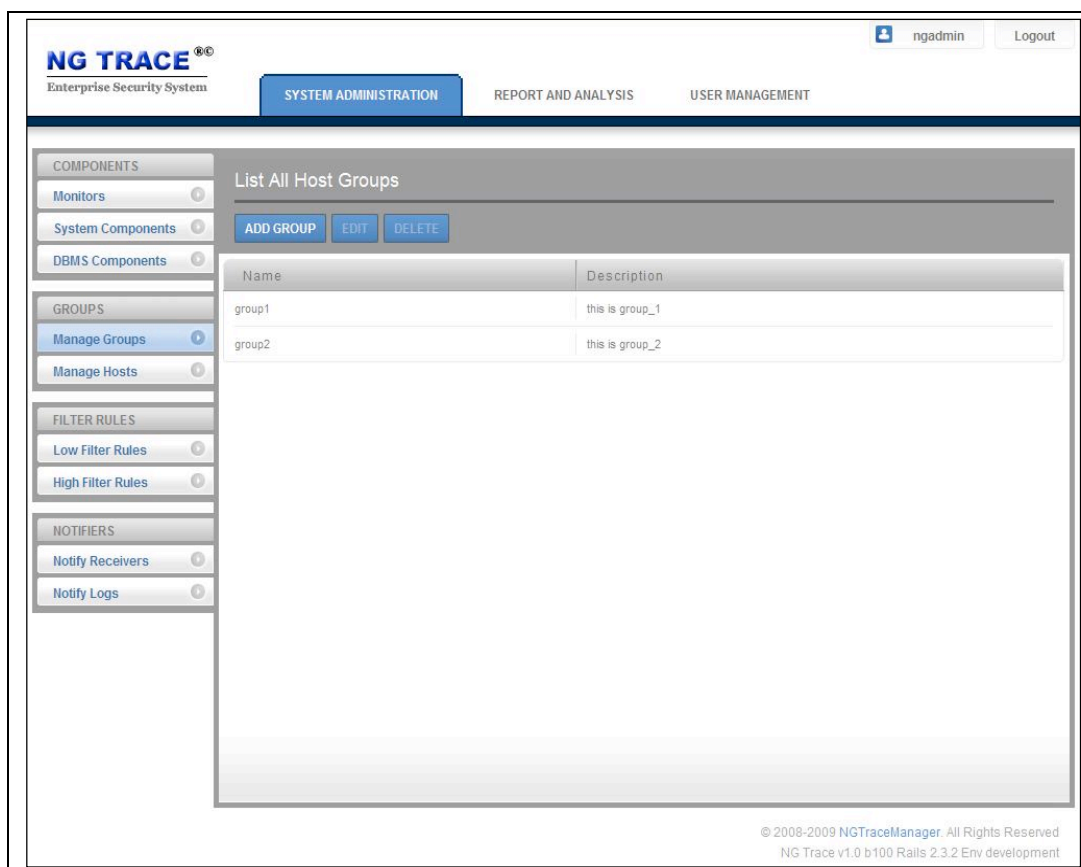 ngadmin Logout
NG TRACE ®©
Enterprise Security System
SYSTEM ADMINISTRATION REPORT AND ANALYSIS USER MANAGEMENT
COMPONENTS
Monitors
System Components
DBMS Components
GROUPS
Manage Groups
Manage Hosts
FILTER RULES
Low Filter Rules
High Filter Rules
NOTIFIERS
Notify Receivers
Notify Logs
List All Host Groups
ADD GROUP EDIT DELETE
Name Description
group1 this is group_1
group2 this is group_2
© 2008-2009 NGTraceManager. All Rights Reserved
NG Trace v1.0 b100 Rails 2.3.2 Env development